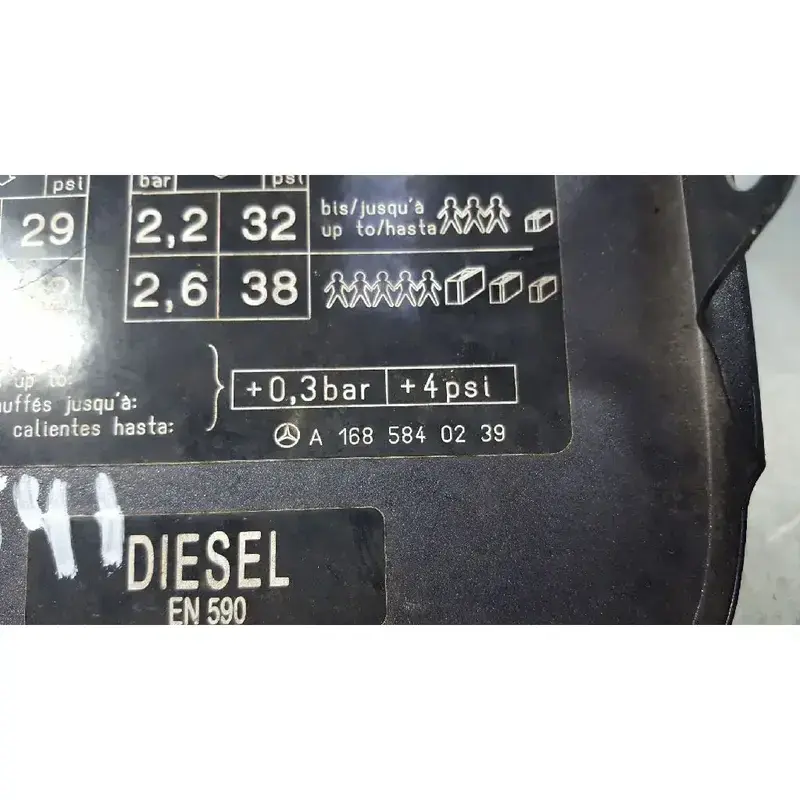 psi bar psi
29 2,2 32 bis/jusqu'à
up to/hasta
2,6 38
up to:
+0,3bar +4psi
uffés jusqu'à:
calientes hasta:
A 168 584 02 39
41
DIESEL
EN 590